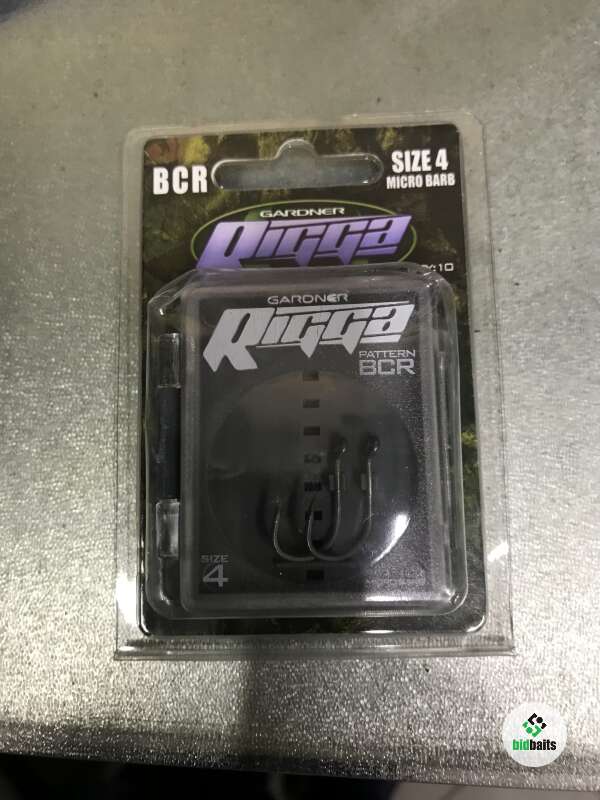 BCR
SIZE 4
MICRO BARB
GARDNER
RIGGA
GARDNER
RIGGA
PATTERN
BCR
SIZE
4
bidbaits